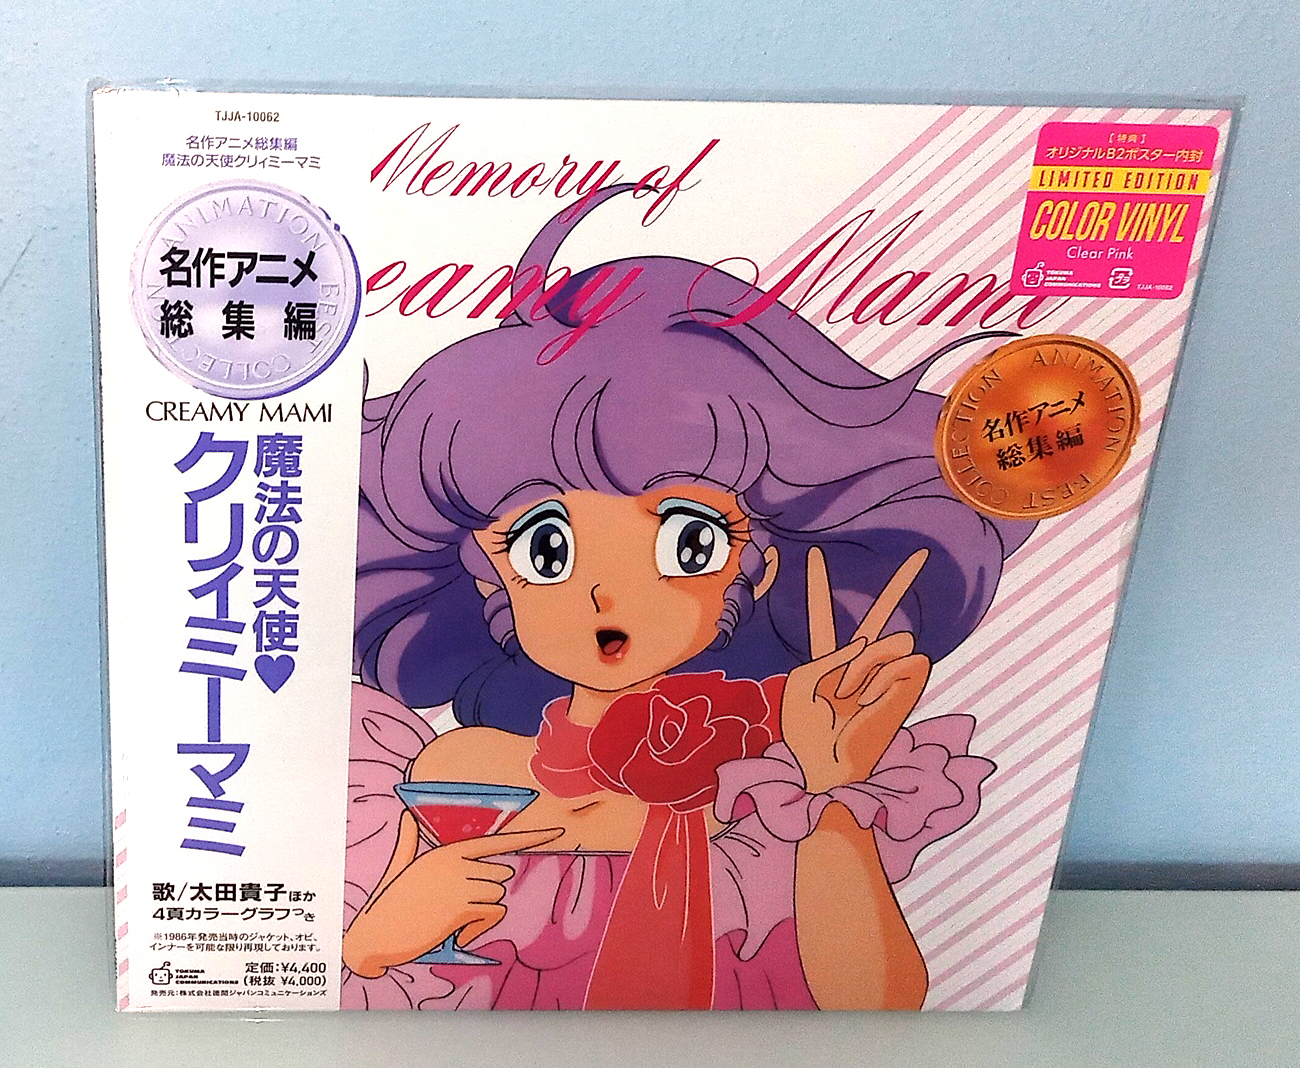 TJJA-10062
名作アニメ総集編
魔法の天使クリィミーマミ
ANIMATION BEST COLLECTION
名作アニメ
総集編
CREAMY MAMI
魔法の天使♥
クリィミーマミ
歌/太田貴子ほか
4頁カラーグラフつき
※1986年発売当時のジャケット、オビ、
インナーを可能な限り再現しております。
TOKUMA
JAPAN
COMMUNICATIONS
定価:¥4,400
(税抜 ¥4,000)
発売元:株式会社徳間ジャパンコミュニケーションズ
Memory of
eamy Mami
[特典]
オリジナルB2ポスター内封
LIMITED EDITION
COLOR VINYL
Clear Pink
TOKUMA
JAPAN
COMMUNICATIONS
TJJA-10062
ANIMATION BEST COLLECTION
名作アニメ
総集編